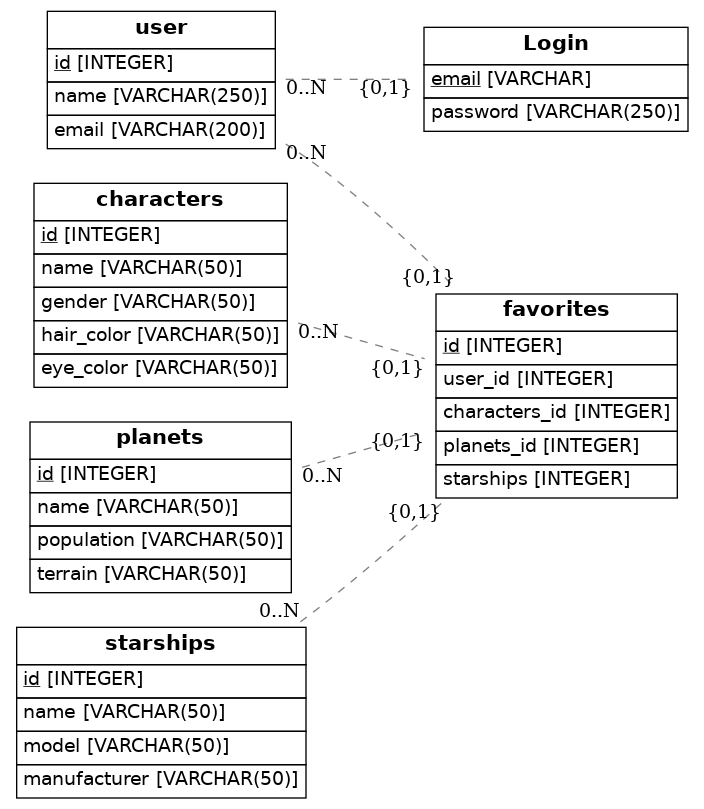 user
id [INTEGER]
name [VARCHAR(250)]
email [VARCHAR(200)]
Login
email [VARCHAR]
password [VARCHAR(250)]
0..N
{0,1}
0..N
{0,1}
characters
id [INTEGER]
name [VARCHAR(50)]
gender [VARCHAR(50)]
hair_color [VARCHAR(50)]
eye_color [VARCHAR(50)]
0..N
{0,1}
favorites
id [INTEGER]
user_id [INTEGER]
characters_id [INTEGER]
planets_id [INTEGER]
starships [INTEGER]
planets
id [INTEGER]
name [VARCHAR(50)]
population [VARCHAR(50)]
terrain [VARCHAR(50)]
{0,1}
0..N
{0,1}
0..N
starships
id [INTEGER]
name [VARCHAR(50)]
model [VARCHAR(50)]
manufacturer [VARCHAR(50)]